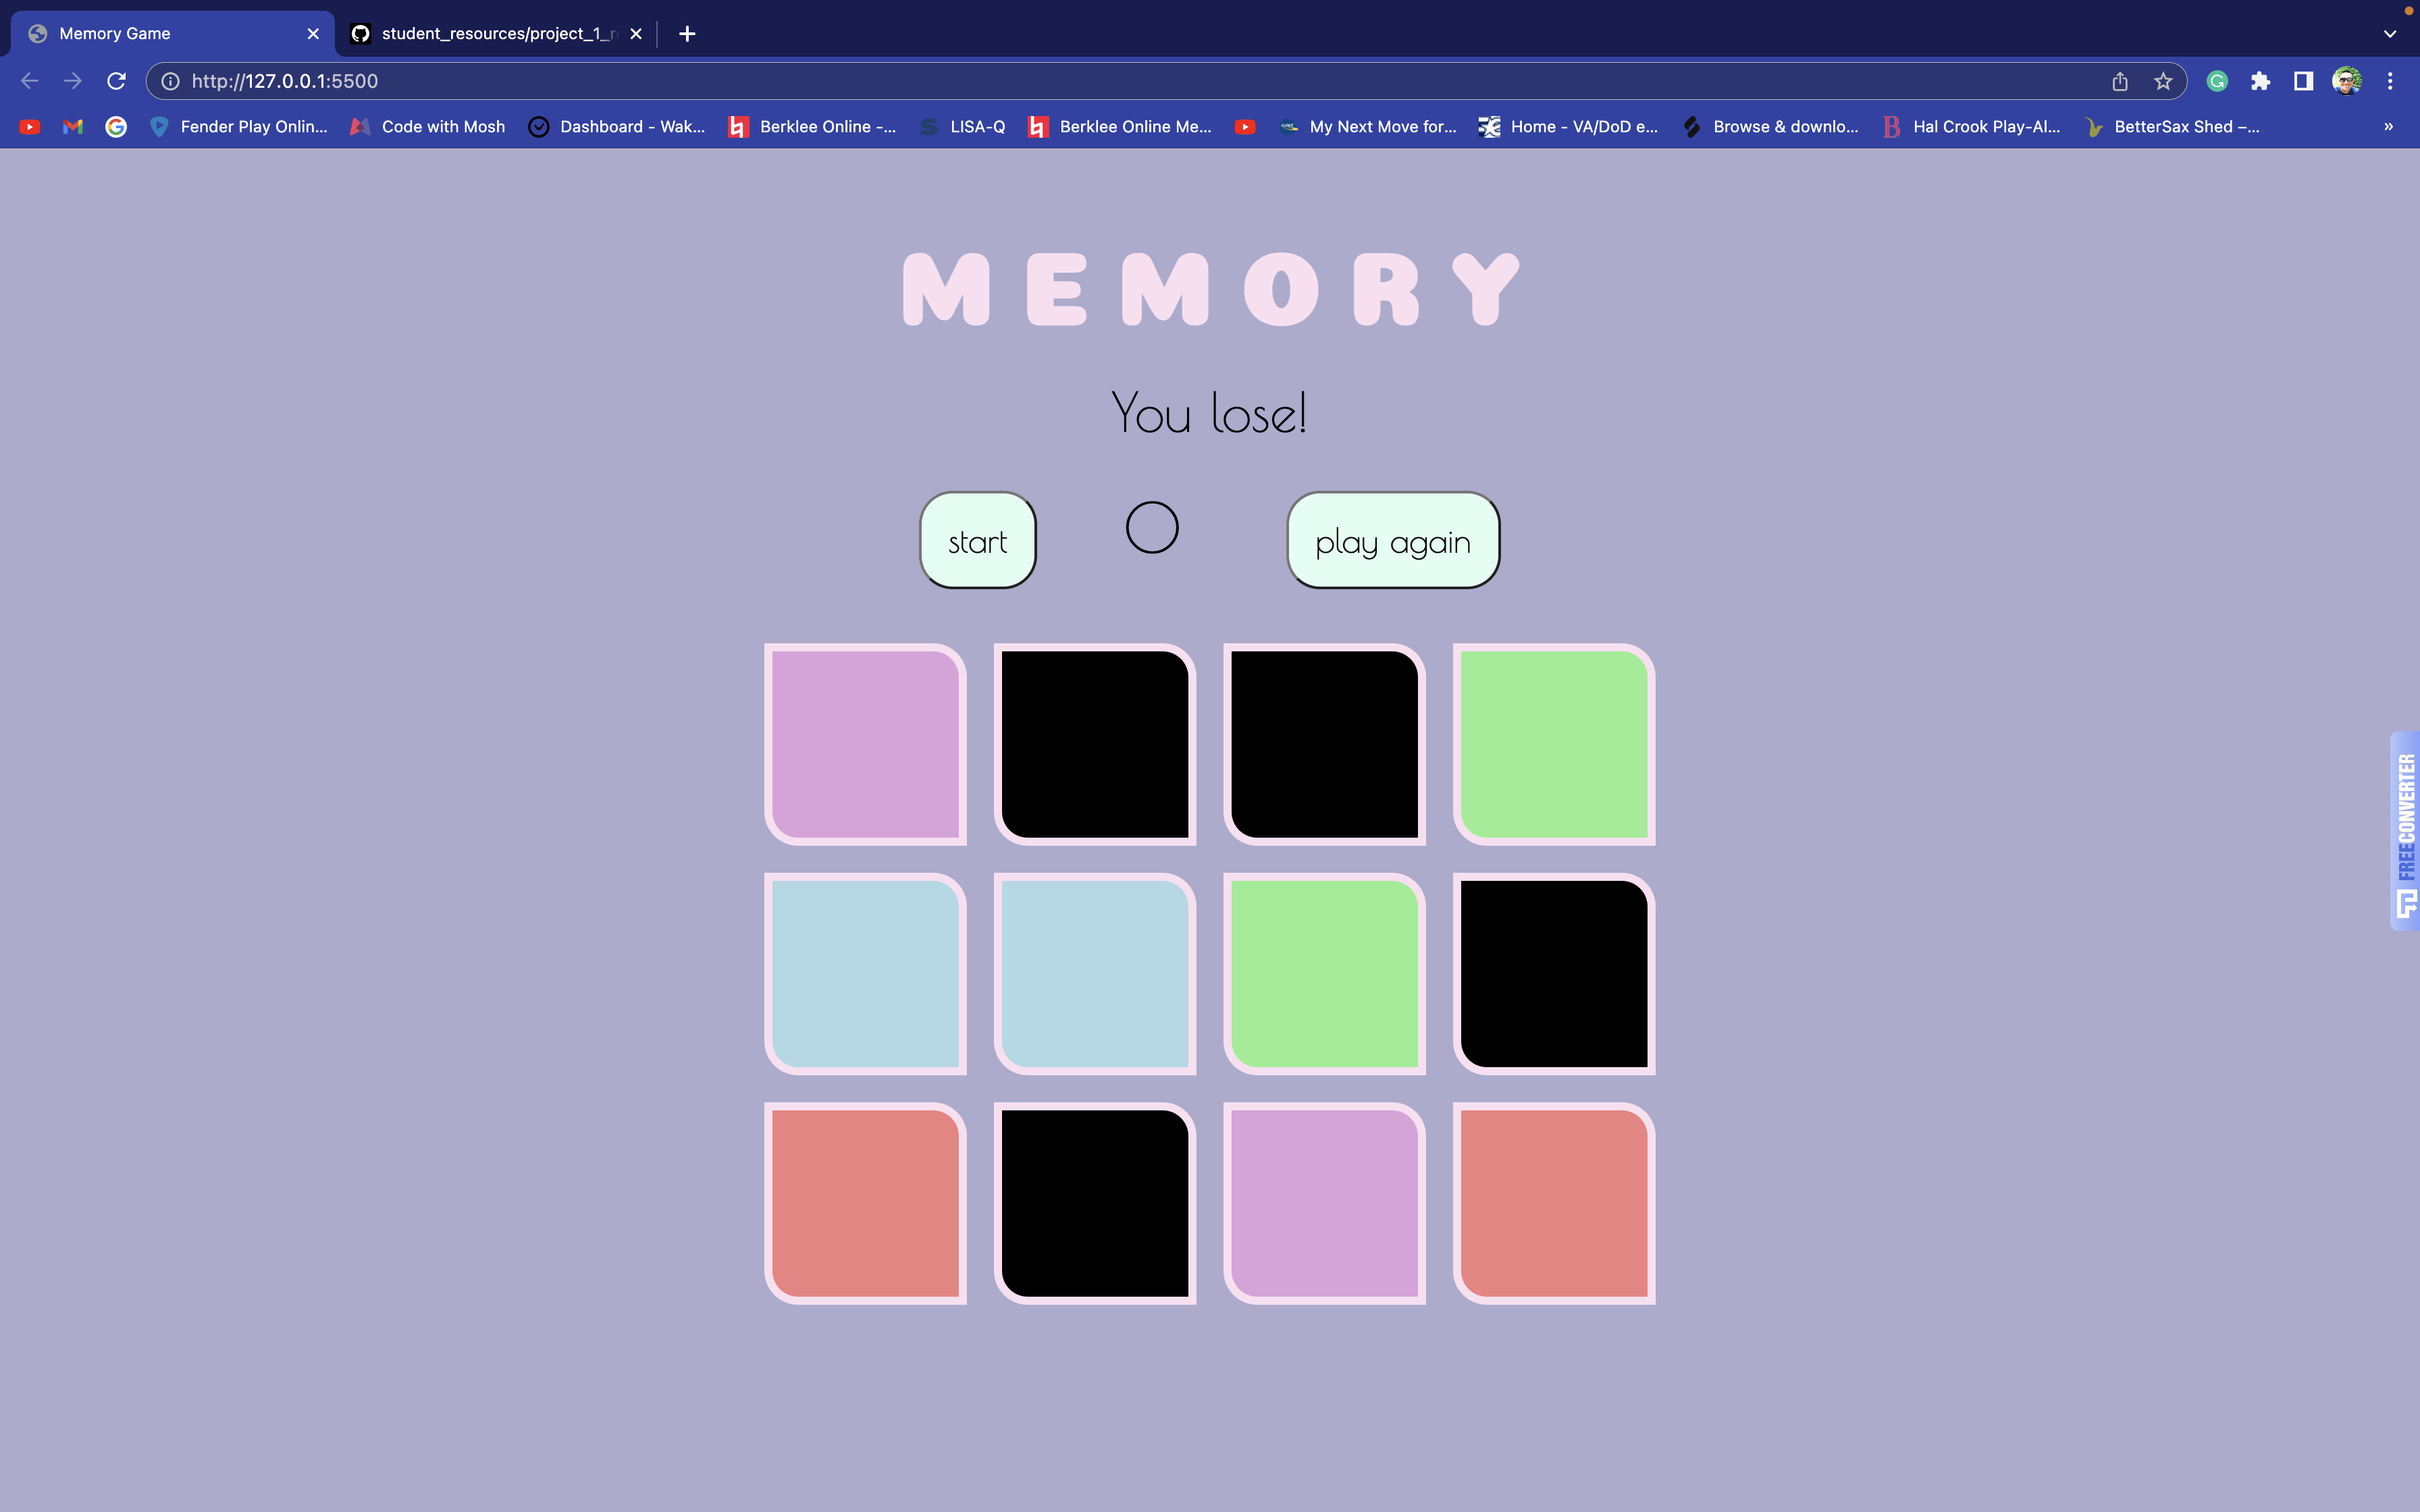 Memory Game
student_resources/project_1_r
http://127.0.0.1:5500
Fender Play Onlin...
Code with Mosh
Dashboard - Wak...
Berklee Online -...
LISA-Q
Berklee Online Me...
My Next Move for...
Home - VA/DoD e...
Browse & downlo...
Hal Crook Play-Al...
BetterSax Shed –...
»
MEMORY
You lose!
start
play again
FREECONVERTER